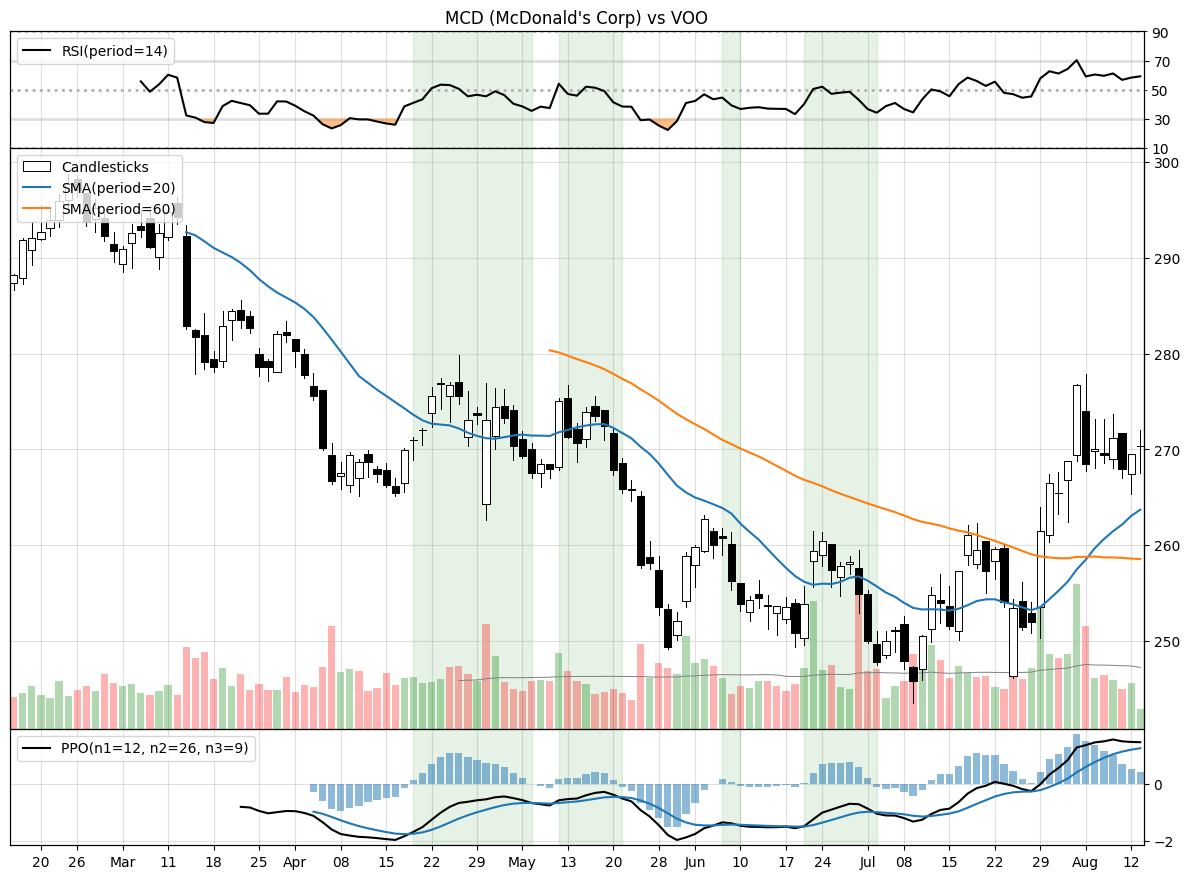 MCD (McDonald's Corp) vs VOO
RSI(period=14)
90
70
50
30
10
Candlesticks
SMA(period=20)
SMA(period=60)
300
290
280
270
260
250
PPO(n1=12, n2=26, n3=9)
0
−2
20 26 Mar 11 18 25 Apr 08 15 22 29 May 13 20 28 Jun 10 17 24 Jul 08 15 22 29 Aug 12